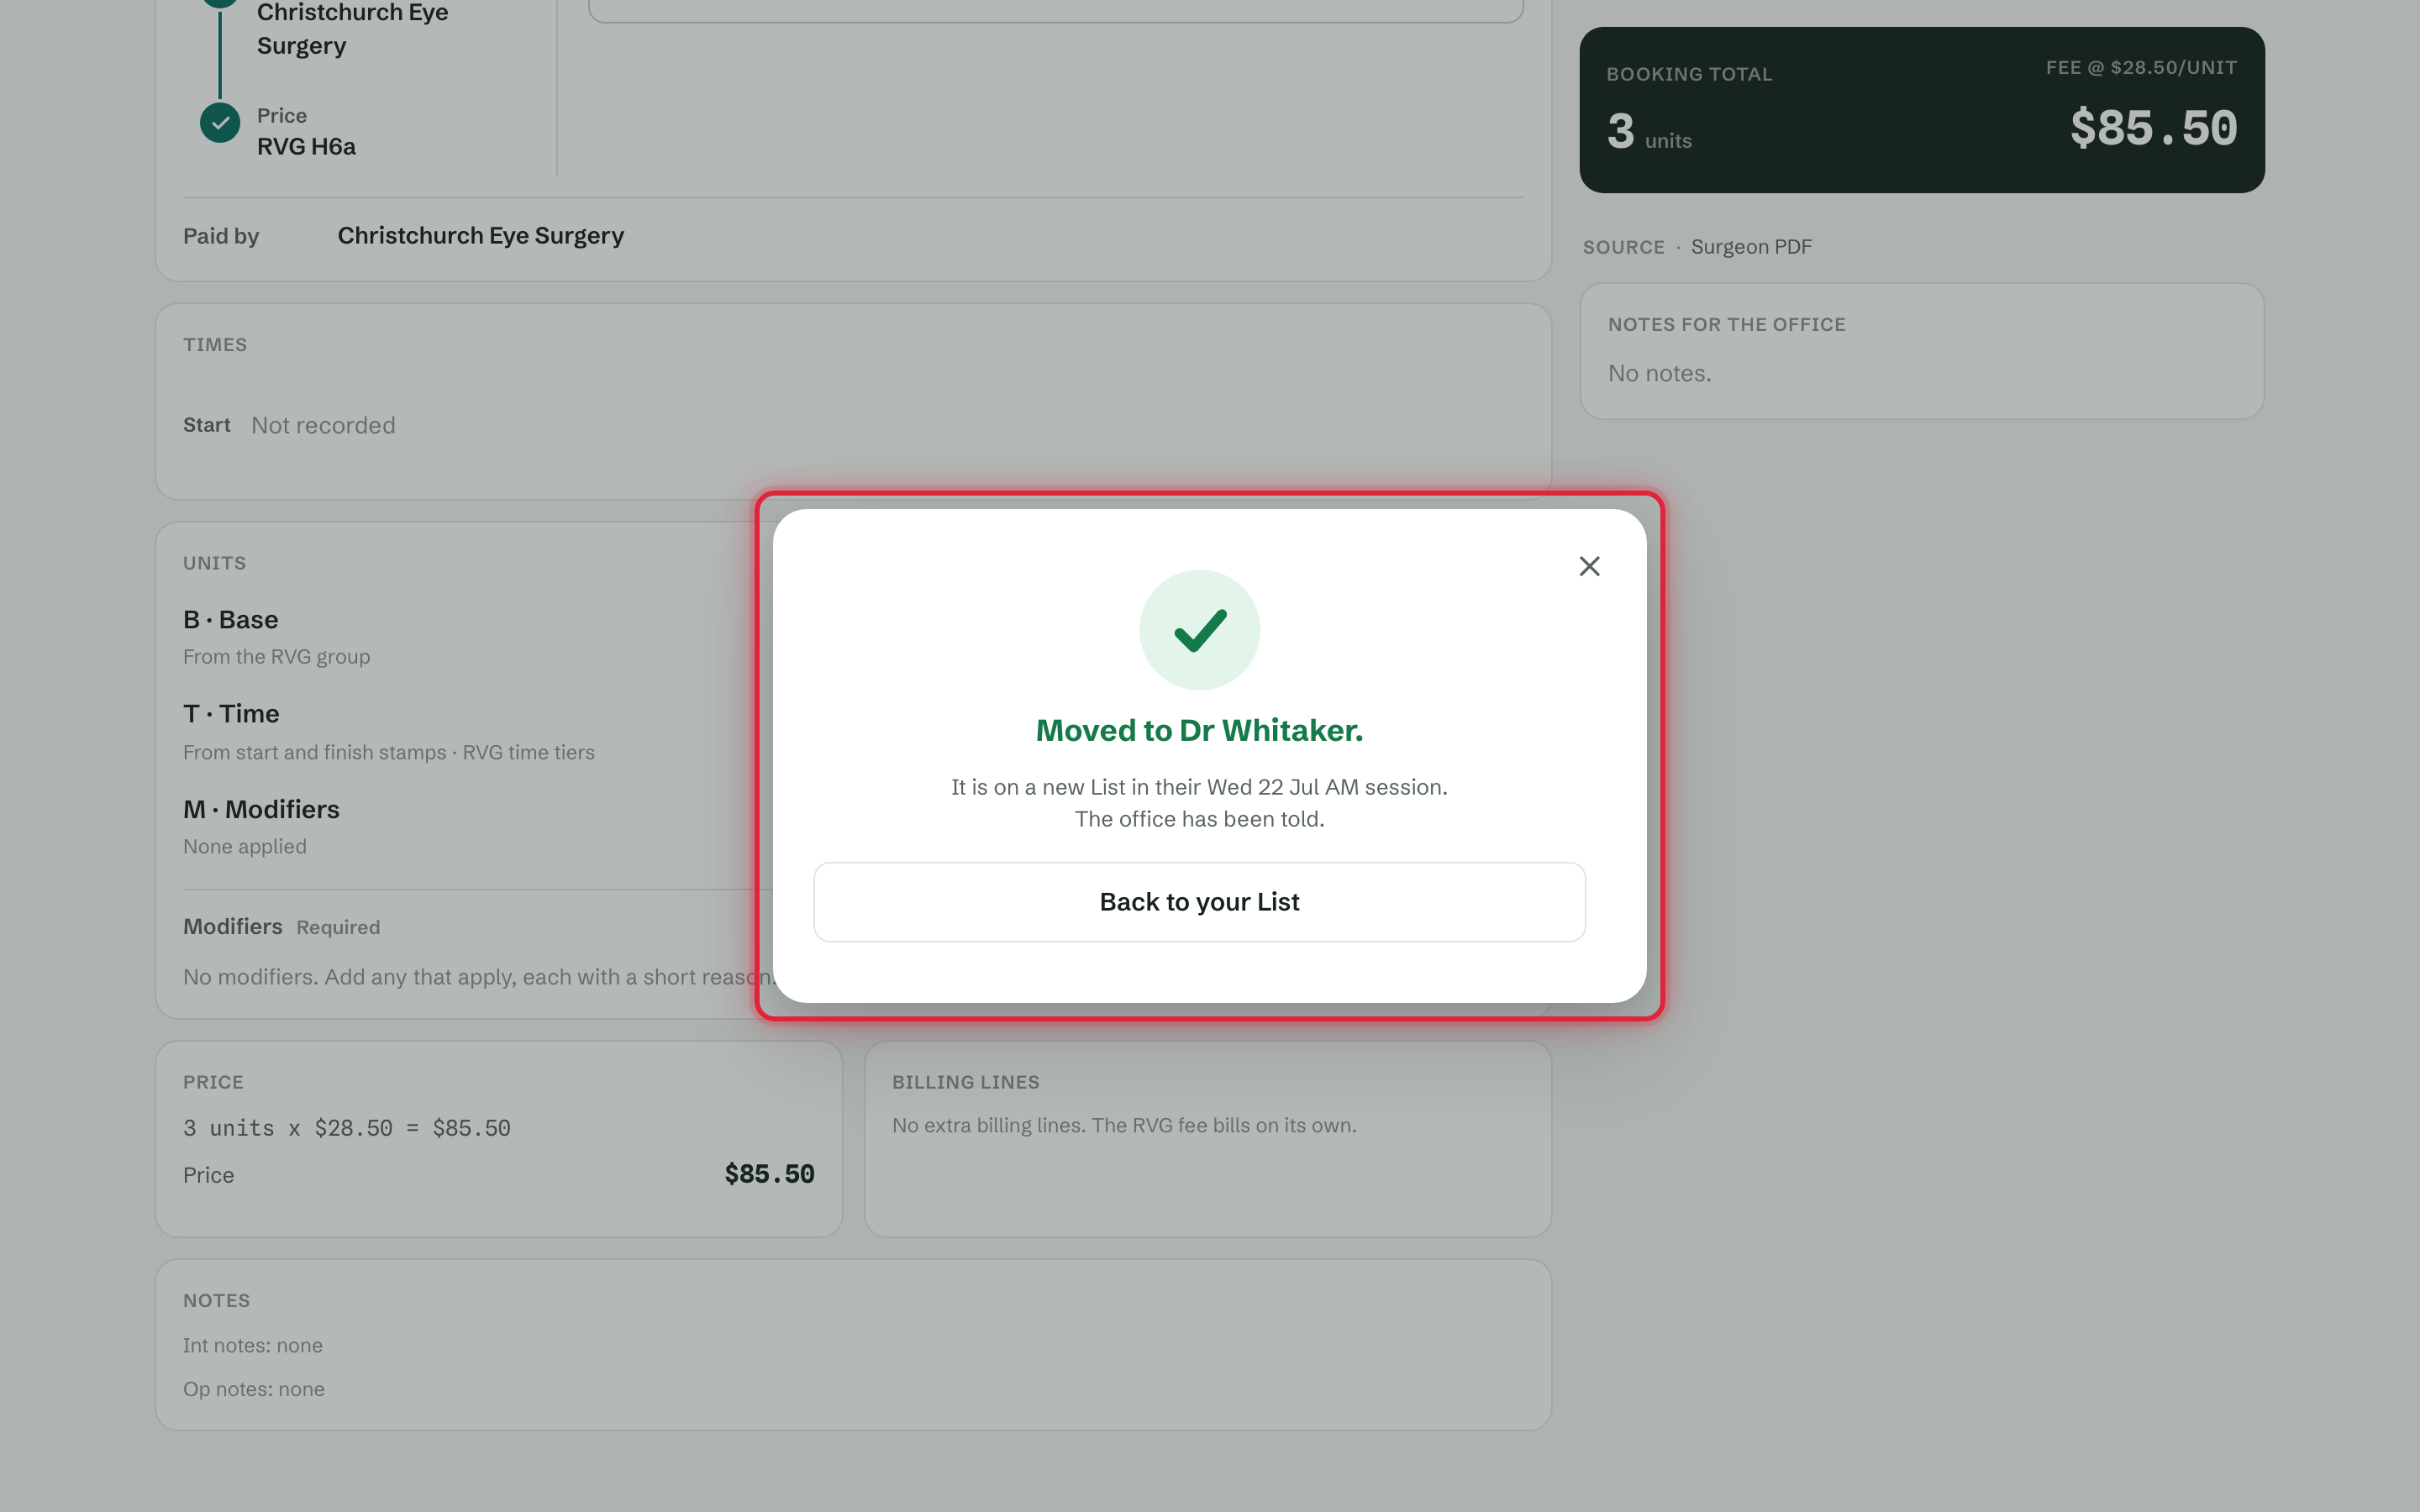 Christchurch Eye
Surgery
Price
RVG H6a
Paid by Christchurch Eye Surgery
BOOKING TOTAL
3 units
FEE @ $28.50/UNIT
$85.50
SOURCE · Surgeon PDF
NOTES FOR THE OFFICE
No notes.
TIMES
Start Not recorded
UNITS
B · Base
From the RVG group
T · Time
From start and finish stamps · RVG time tiers
M · Modifiers
None applied
Modifiers Required
No modifiers. Add any that apply, each with a short reason.
Moved to Dr Whitaker.
It is on a new List in their Wed 22 Jul AM session.
The office has been told.
Back to your List
PRICE
3 units x $28.50 = $85.50
Price $85.50
BILLING LINES
No extra billing lines. The RVG fee bills on its own.
NOTES
Int notes: none
Op notes: none